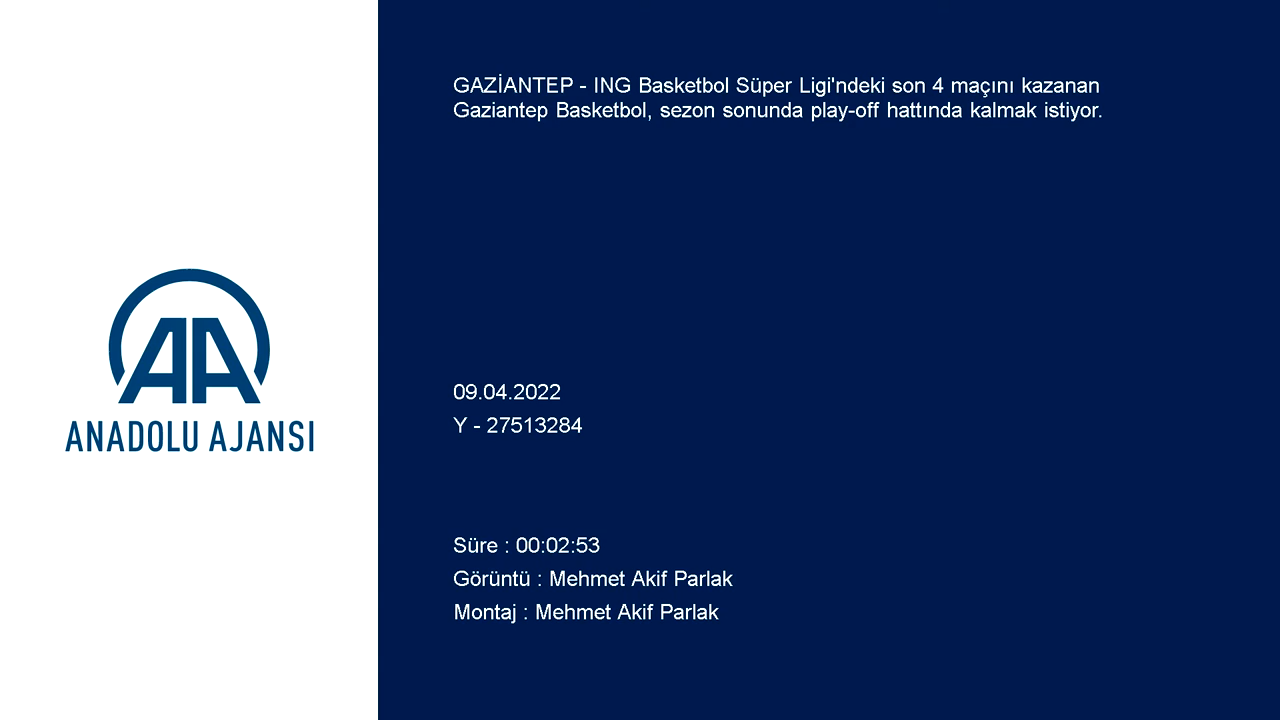 GAZİANTEP - ING Basketbol Süper Ligi'ndeki son 4 maçını kazanan
Gaziantep Basketbol, sezon sonunda play-off hattında kalmak istiyor.
AA
ANADOLU AJANSI
09.04.2022
Y - 27513284
Süre : 00:02:53
Görüntü : Mehmet Akif Parlak
Montaj : Mehmet Akif Parlak